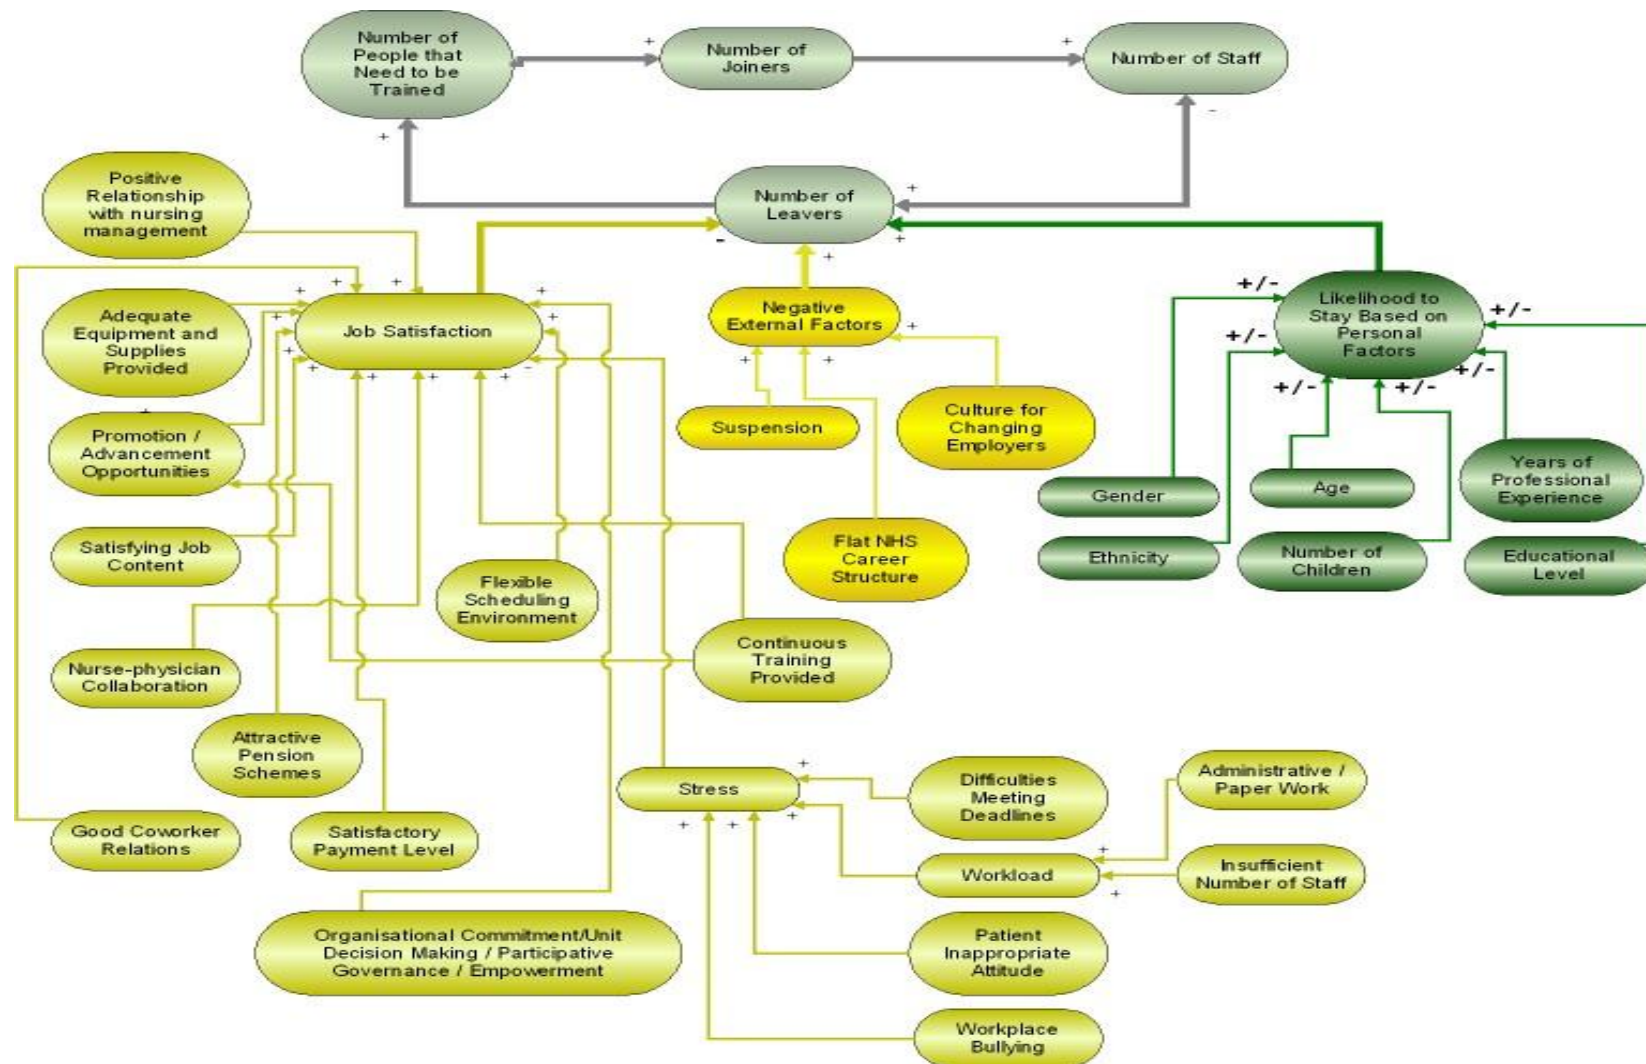 Number of
People that
Need to be
Trained
+
Number of
Joiners
+
Number of Staff
+
-
Number of
Leavers
+
-
+
+
Positive
Relationship
with nursing
management
+
+
+
+
Adequate
Equipment and
Supplies
Provided
Job Satisfaction
+
+
+
+
+
+
+
-
Negative
External Factors
+
+
+
Likelihood to
Stay Based on
Personal
Factors
+/-
+/-
+/-
+/-
+/-
+/-
Promotion /
Advancement
Opportunities
Suspension
Culture for
Changing
Employers
Gender
Age
Years of
Professional
Experience
Satisfying Job
Content
Flat NHS
Career
Structure
Ethnicity
Number of
Children
Educational
Level
Flexible
Scheduling
Environment
Nurse-physician
Collaboration
Continuous
Training
Provided
Attractive
Pension
Schemes
Stress
+
+
+
+
Difficulties
Meeting
Deadlines
Administrative /
Paper Work
Good Coworker
Relations
Satisfactory
Payment Level
Workload
+
+
Insufficient
Number of Staff
Organisational Commitment/Unit
Decision Making / Participative
Governance / Empowerment
Patient
Inappropriate
Attitude
Workplace
Bullying